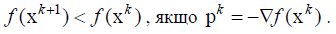 f(x^{k+1}) < f(x^k), якщо p^k = −∇f(x^k).